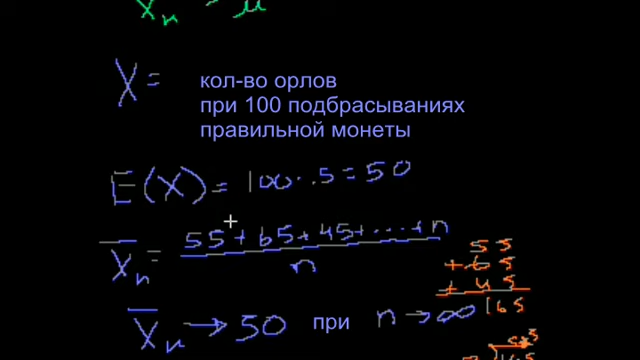 X̄n → μ
X = кол-во орлов
при 100 подбрасываниях
правильной монеты
E(X) = 100 · .5 = 50
X̄n = (55 + 65 + 45 + ... + n) / n
55
+ 65
+ 45
165
X̄n → 50 при n → ∞